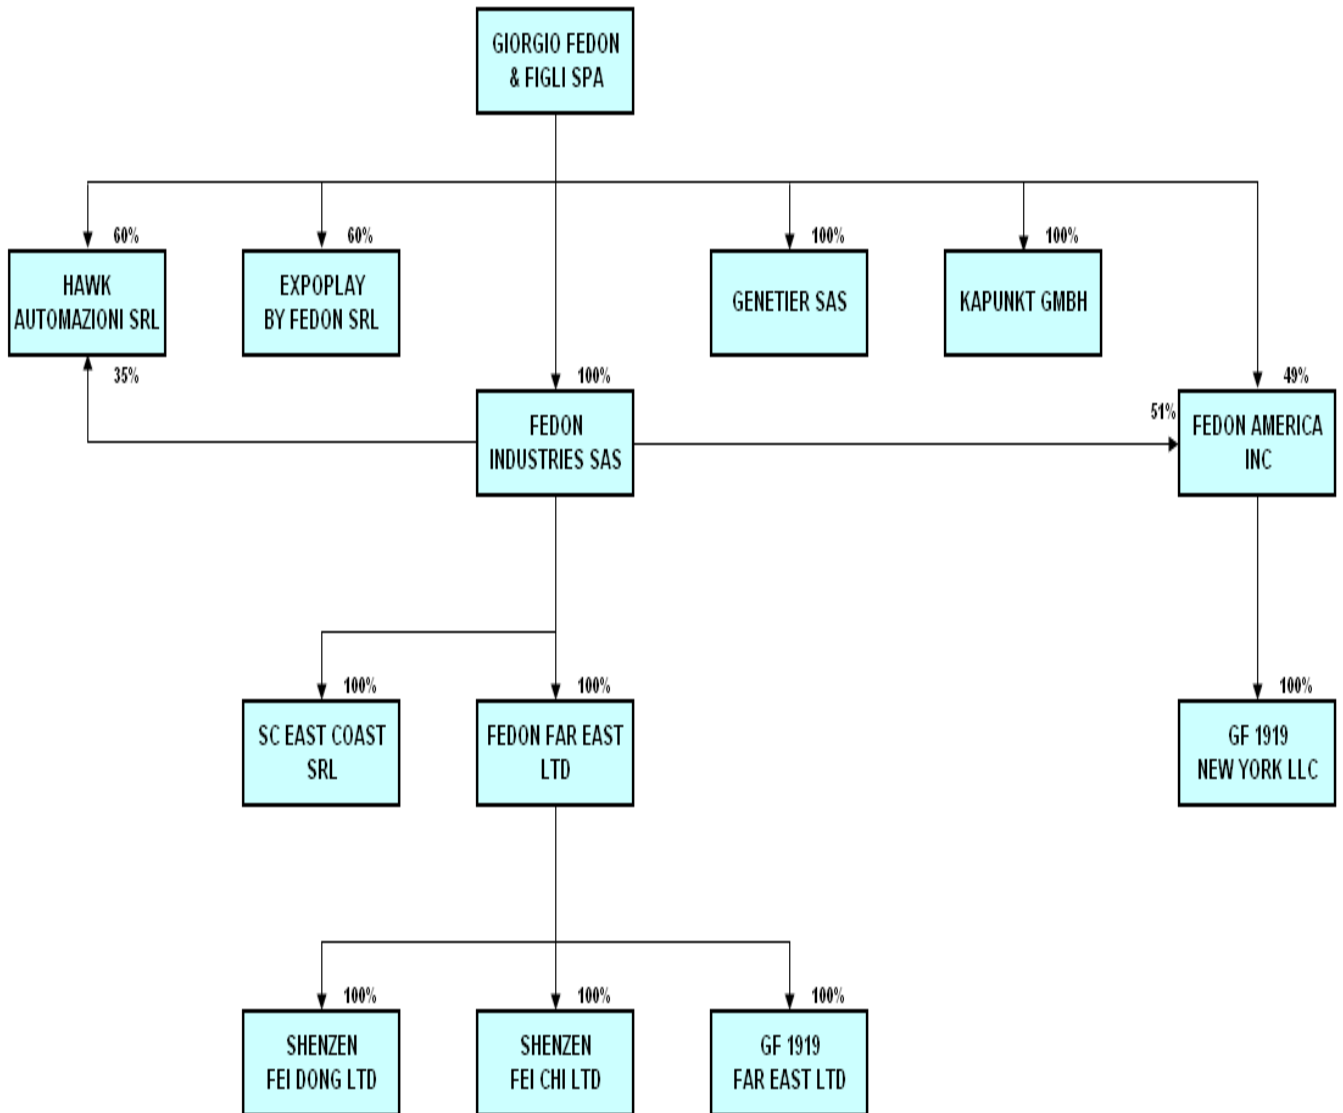 GIORGIO FEDON
& FIGLI SPA
60%
60%
100%
100%
HAWK
AUTOMAZIONI SRL
EXPOPLAY
BY FEDON SRL
GENETIER SAS
KAPUNKT GMBH
35%
100%
49%
51%
FEDON
INDUSTRIES SAS
FEDON AMERICA
INC
100%
100%
100%
SC EAST COAST
SRL
FEDON FAR EAST
LTD
GF 1919
NEW YORK LLC
100%
100%
100%
SHENZEN
FEI DONG LTD
SHENZEN
FEI CHI LTD
GF 1919
FAR EAST LTD